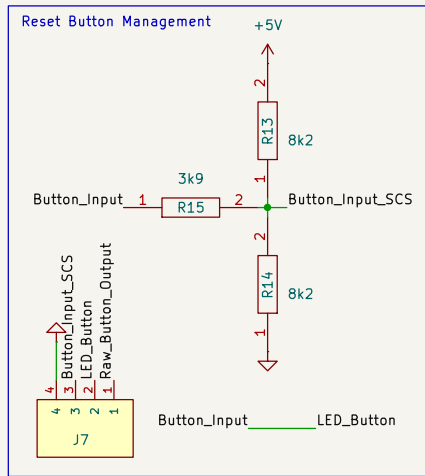 Reset Button Management
+5V
2
R13
8k2
1
3k9
Button_Input
1
2
Button_Input_SCS
R15
2
R14
8k2
1
Button_Input_SCS
LED_Button
Raw_Button_Output
4
3
2
1
4
3
2
1
J7
Button_Input
LED_Button